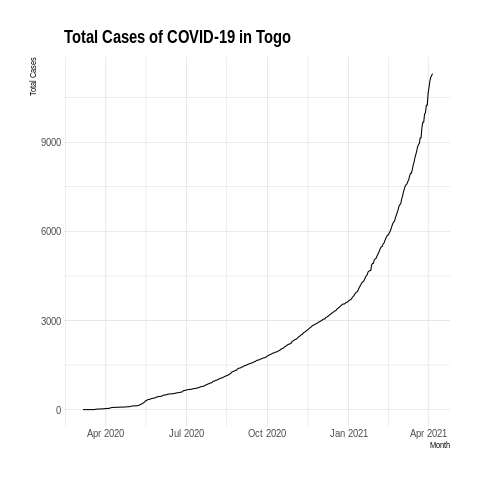 Total Cases of COVID-19 in Togo
Total Cases
9000
6000
3000
0
Apr 2020
Jul 2020
Oct 2020
Jan 2021
Apr 2021
Month